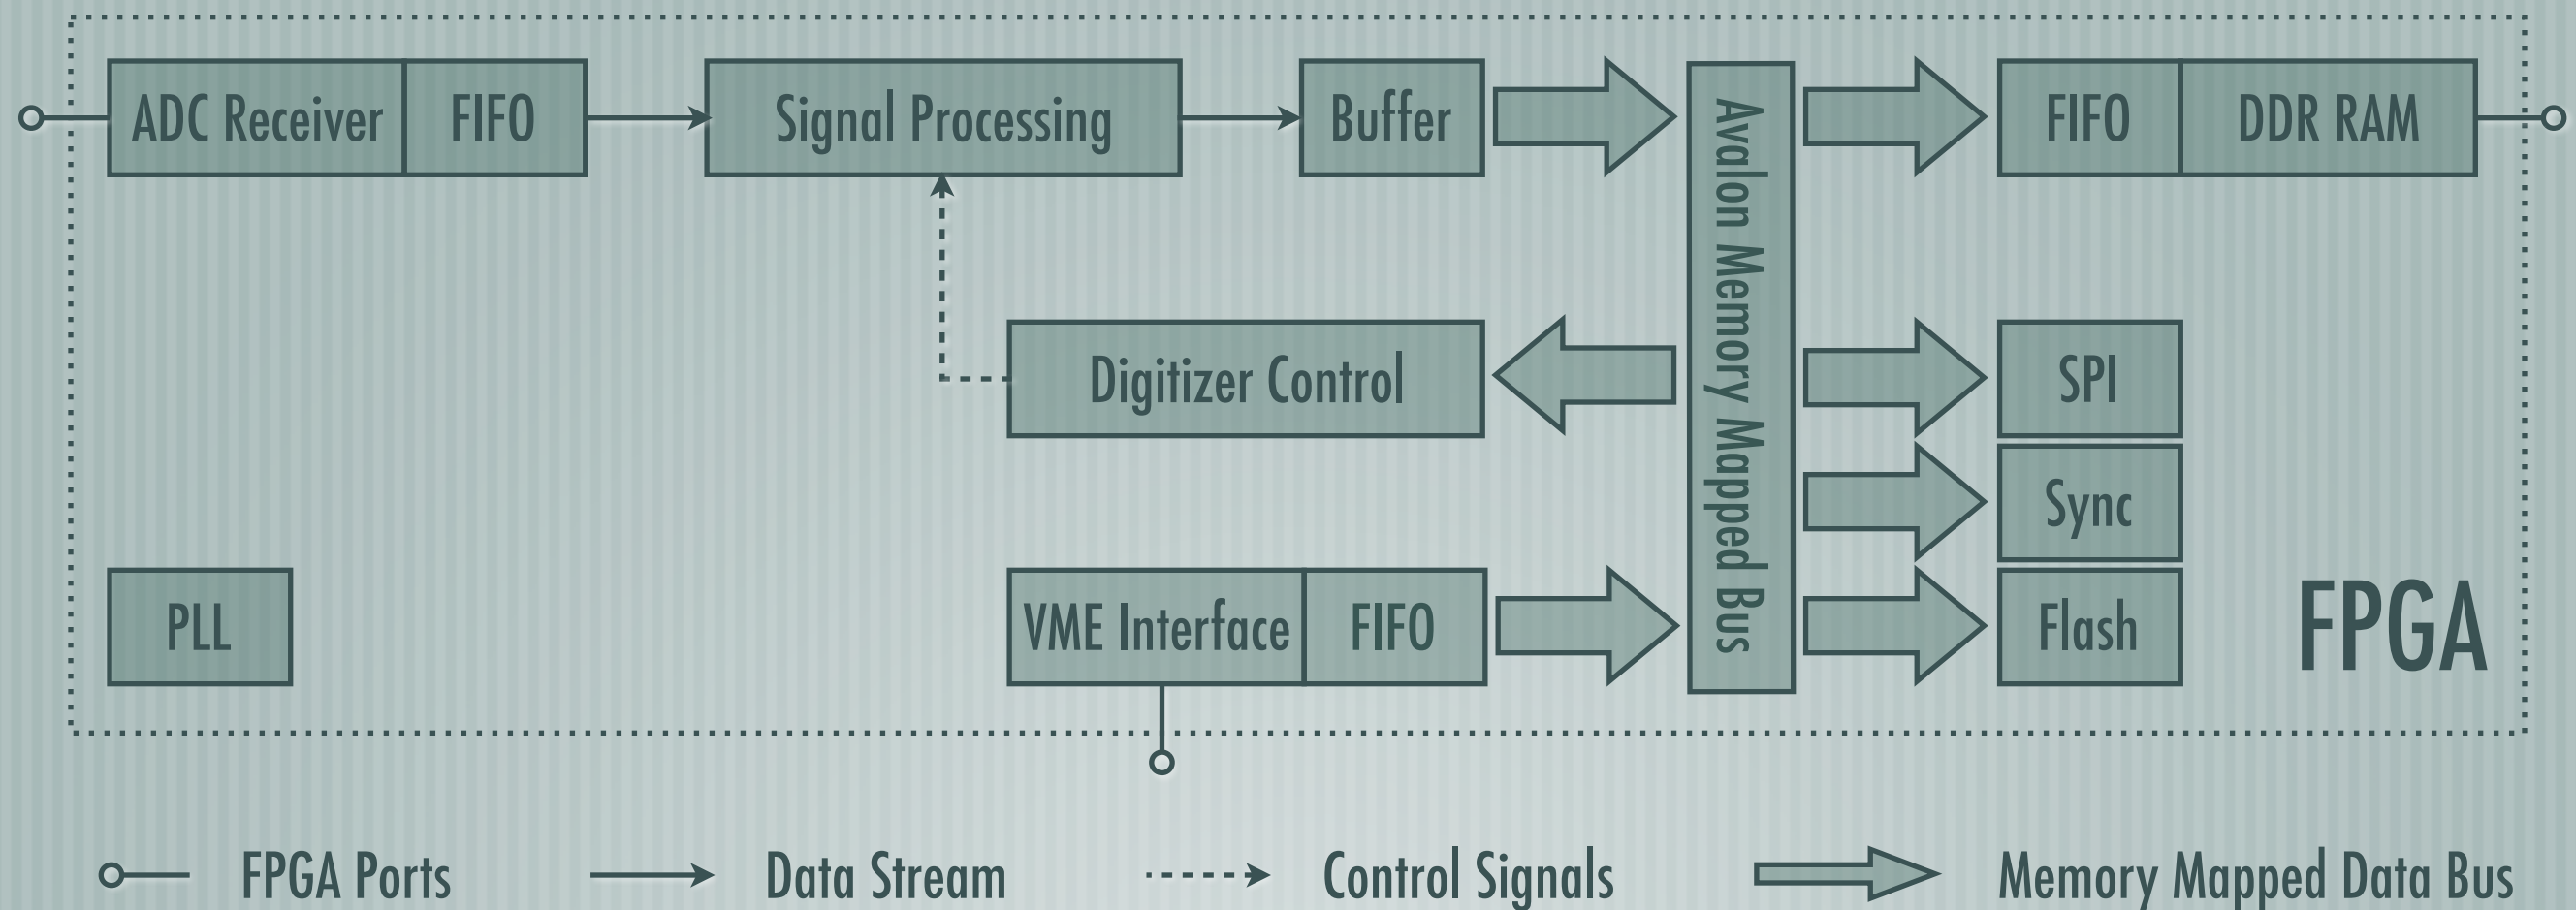 ADC Receiver FIFO Signal Processing Buffer FIFO DDR RAM
Avalon Memory Mapped Bus
Digitizer Control SPI
Sync
PLL VME Interface FIFO Flash
FPGA
FPGA Ports Data Stream Control Signals Memory Mapped Data Bus